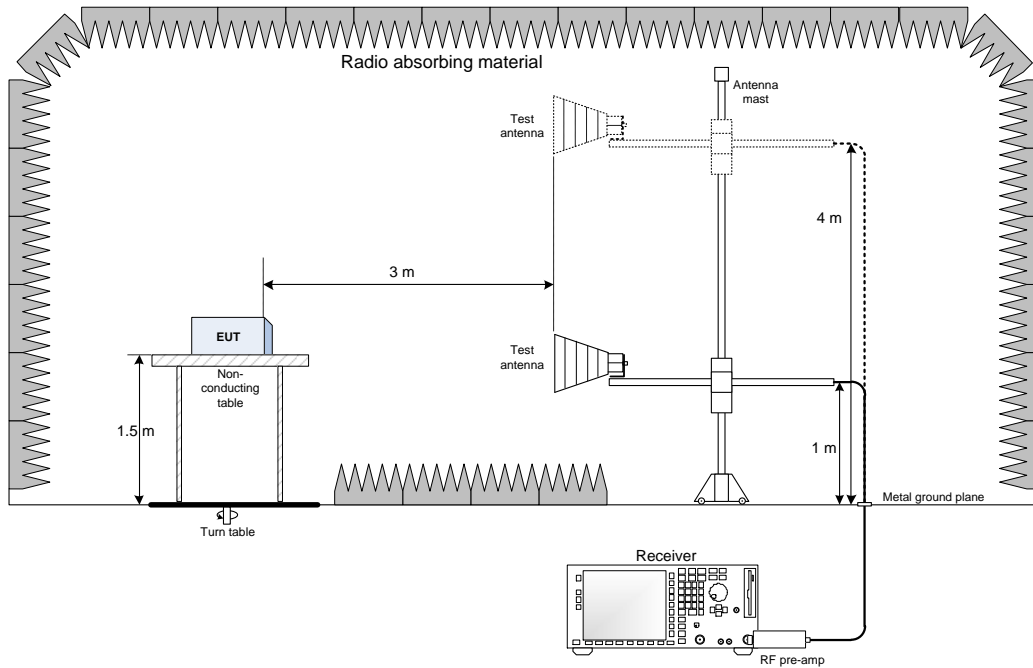 Radio absorbing material
Antenna
mast
Test
antenna
4 m
3 m
EUT
Test
antenna
Non-
conducting
table
1.5 m
1 m
Metal ground plane
Turn table
Receiver
RF pre-amp